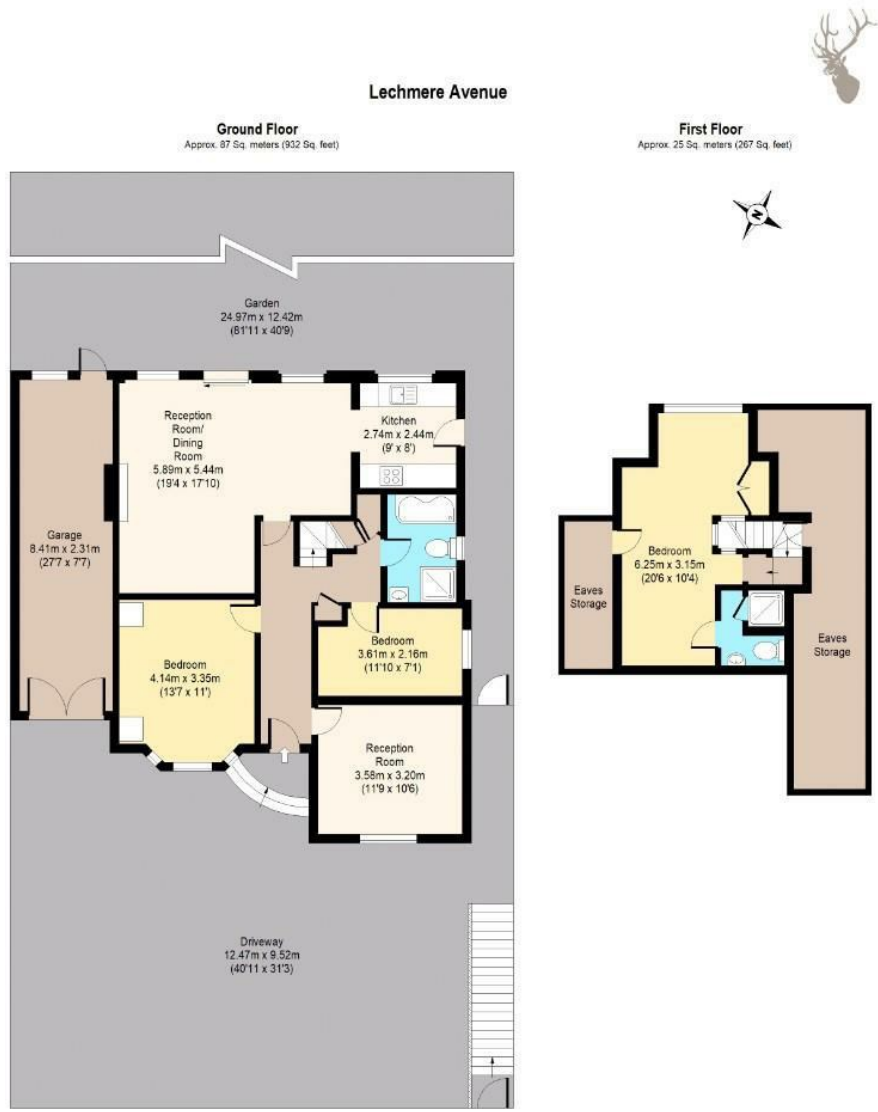 Lechmere Avenue
Ground Floor
Approx. 87 Sq. meters (932 Sq. feet)
First Floor
Approx. 25 Sq. meters (267 Sq. feet)
N
Garden
24.97m x 12.42m
(81'11 x 40'9)
Reception
Room/
Dining
Room
5.89m x 5.44m
(19'4 x 17'10)
Kitchen
2.74m x 2.44m
(9' x 8')
Garage
8.41m x 2.31m
(27'7 x 7'7)
Bedroom
4.14m x 3.35m
(13'7 x 11')
Bedroom
3.61m x 2.16m
(11'10 x 7'1)
Reception
Room
3.58m x 3.20m
(11'9 x 10'6)
Driveway
12.47m x 9.52m
(40'11 x 31'3)
Bedroom
6.25m x 3.15m
(20'6 x 10'4)
Eaves
Storage
Eaves
Storage